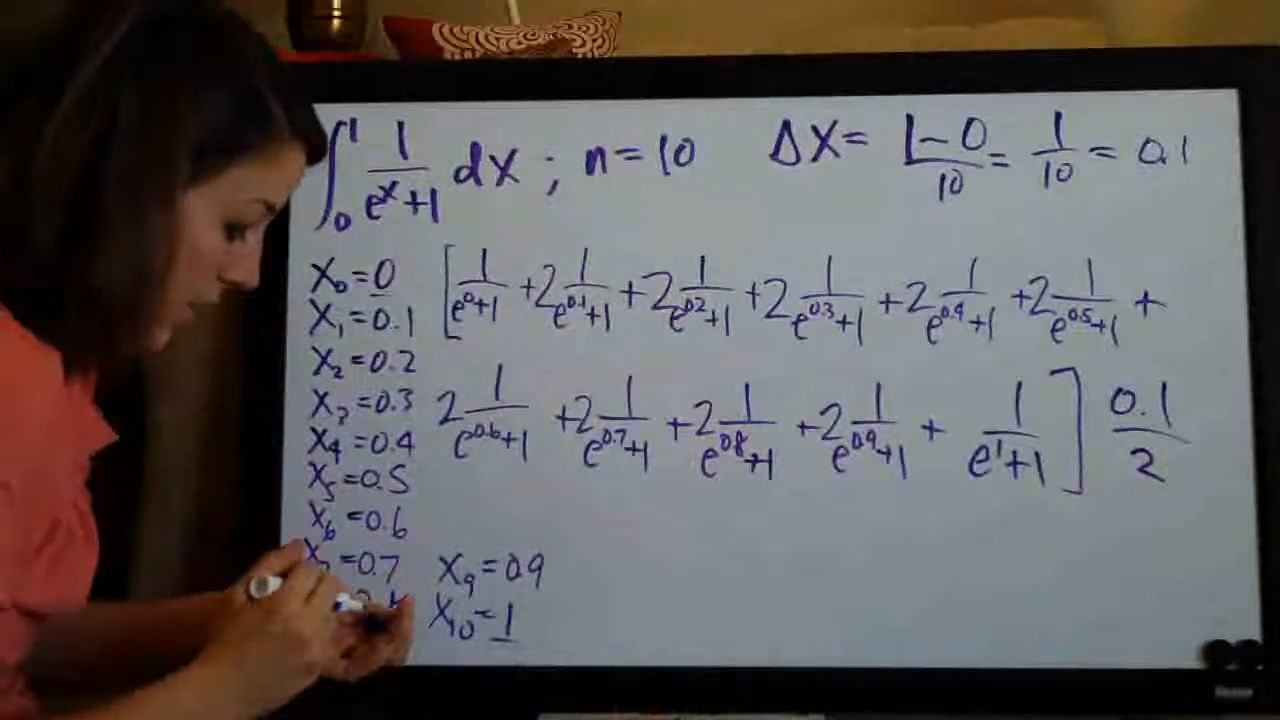 ∫₀¹ 1/(eˣ+1) dx ; n=10 Δx= (1-0)/10 = 1/10 = 0.1
x₀=0 [1/(e⁰+1) +2 1/(e^0.1+1) +2 1/(e^0.2+1) +2 1/(e^0.3+1) +2 1/(e^0.4+1) +2 1/(e^0.5+1) +
x₁=0.1
x₂=0.2
x₃=0.3 2 1/(e^0.6+1) +2 1/(e^0.7+1) +2 1/(e^0.8+1) +2 1/(e^0.9+1) + 1/(e¹+1)] 0.1/2
x₄=0.4
x₅=0.5
x₆=0.6
x₇=0.7 x₉=0.9
x₁₀=1